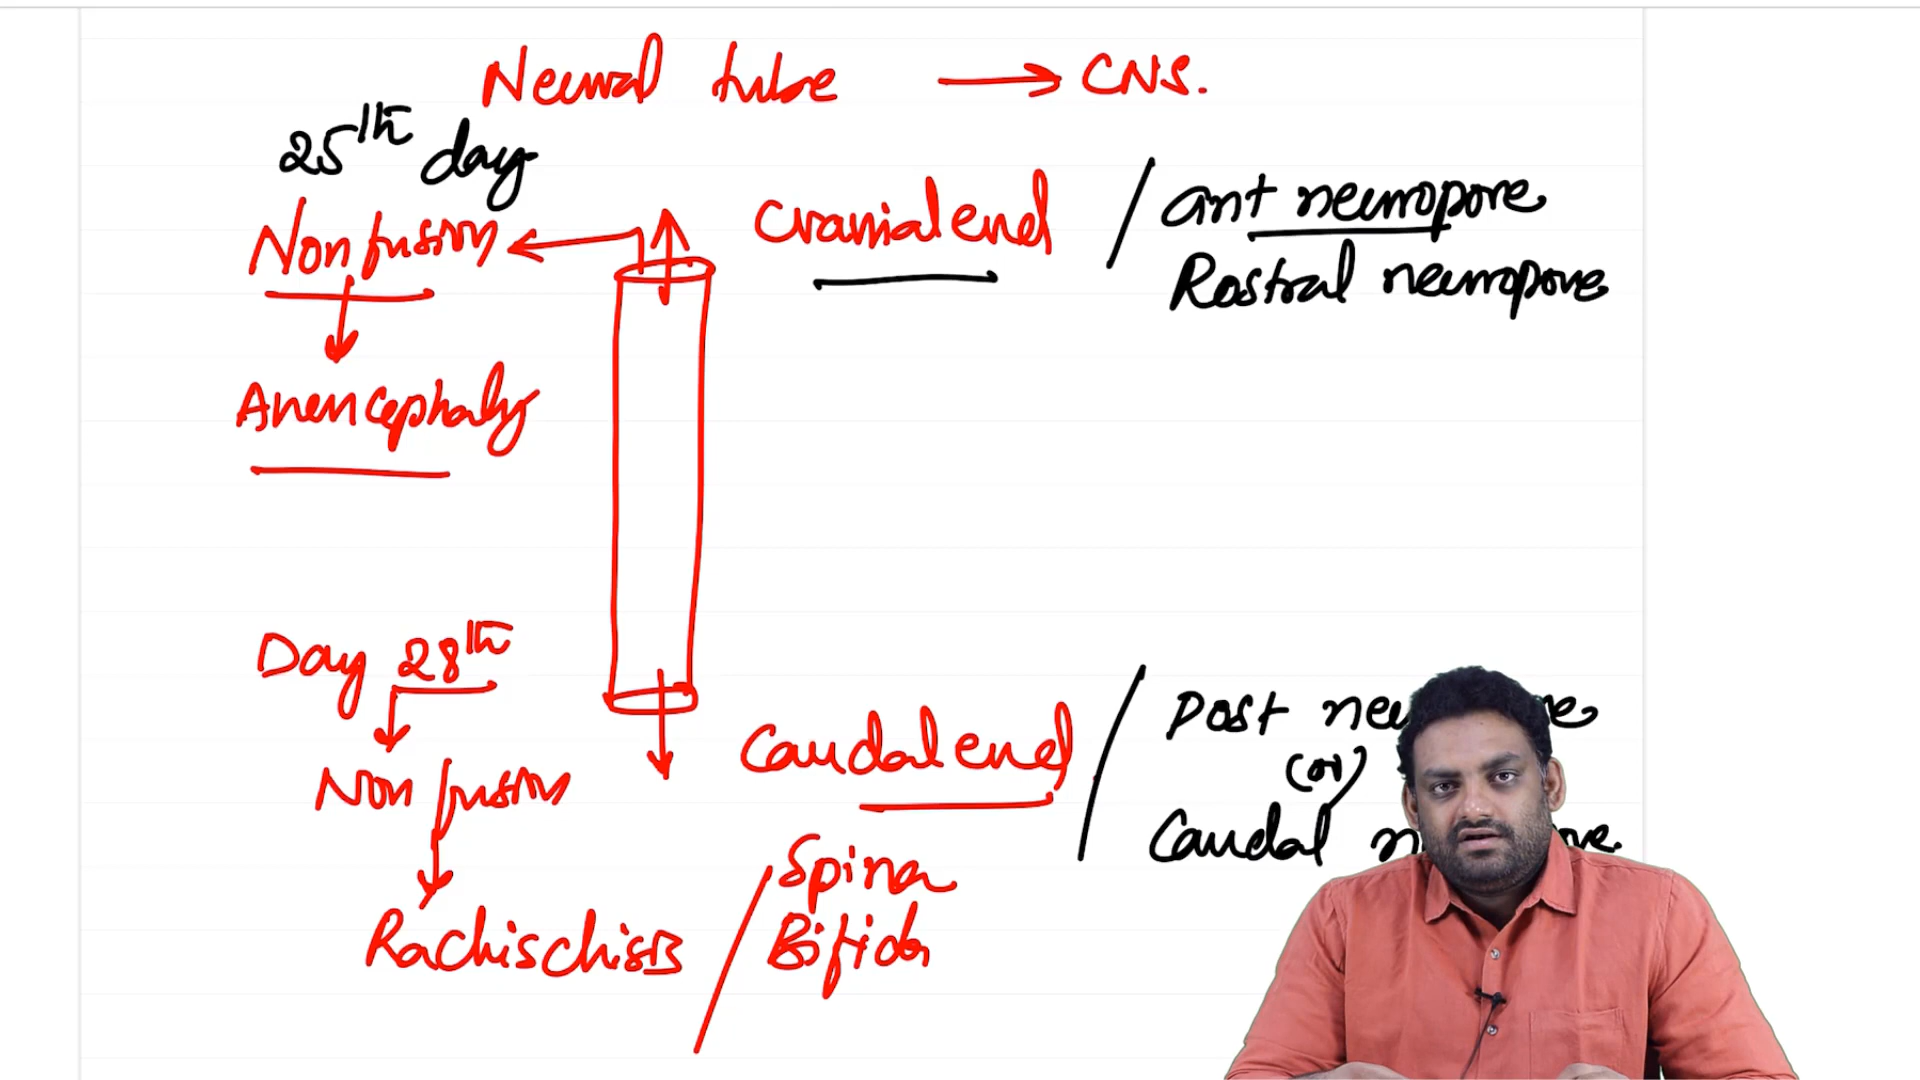 Neural tube → CNS.
25th day
Non fusion ← Cranial end / ant neuropore
Rostral neuropore
Anencephaly
Day 28th
Post
Caudal end / (or)
Non fusion
Caudal
Rachischisis / Spina
Bifida